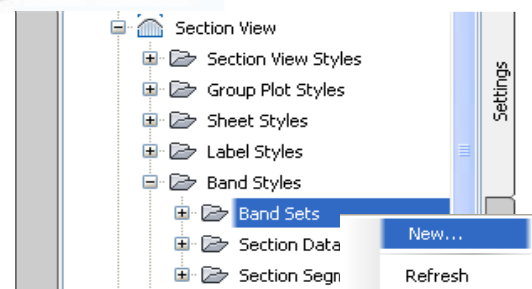 Section View
Section View Styles
Group Plot Styles
Sheet Styles
Label Styles
Band Styles
Band Sets
New...
Section Data
Section Segr
Refresh
Settings